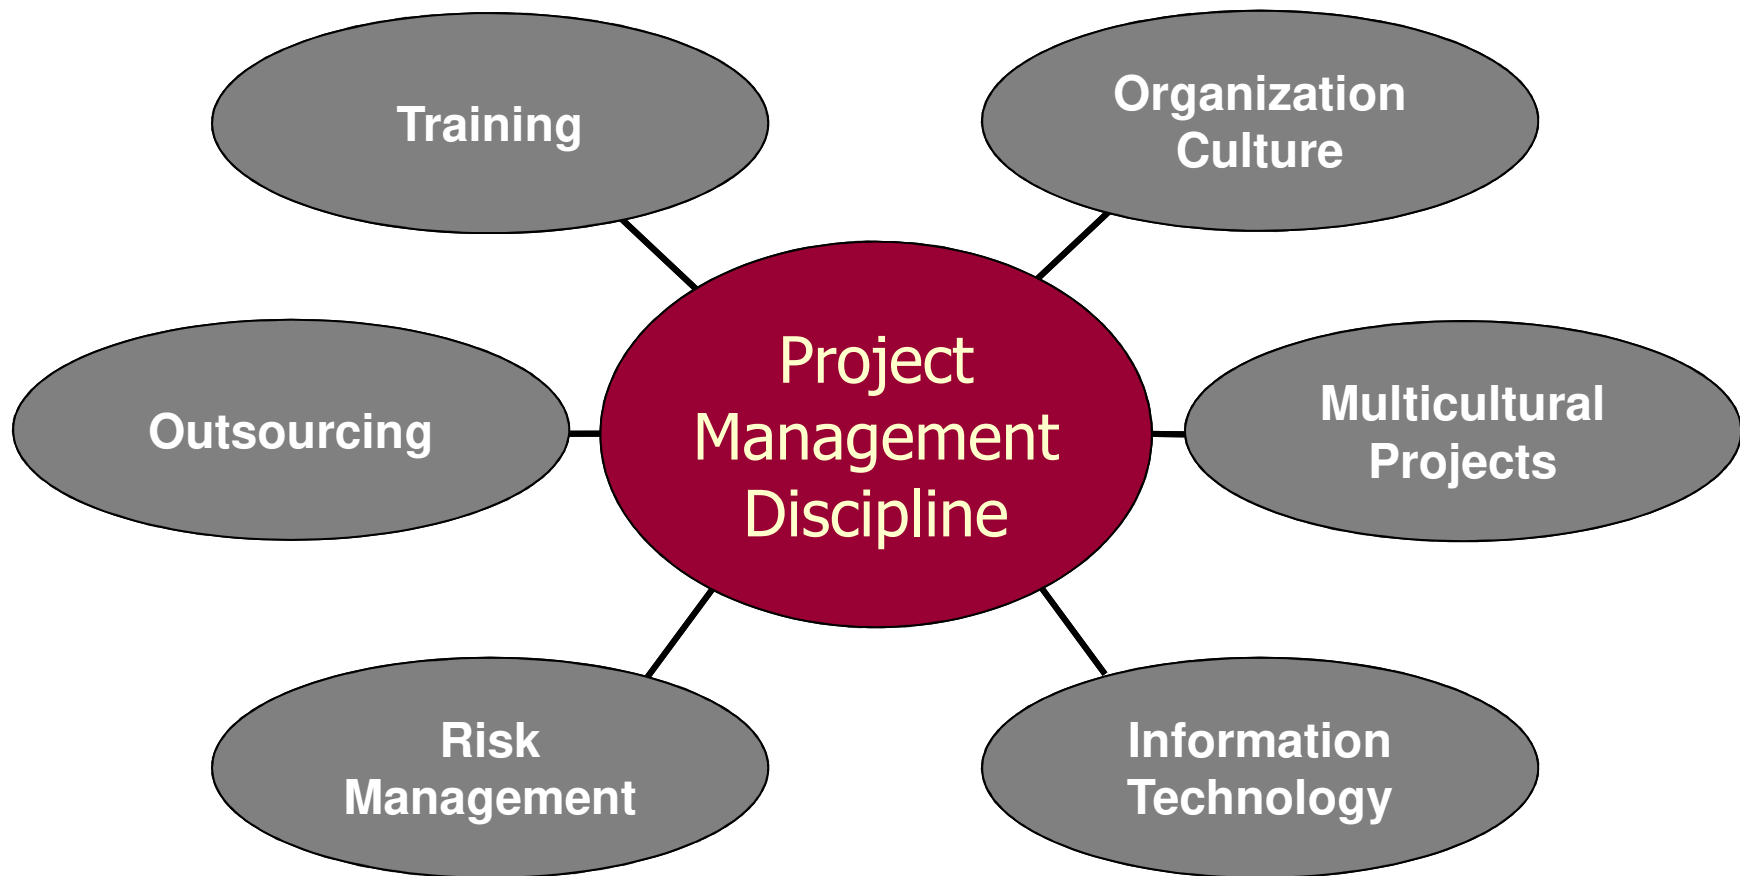 Training
Organization
Culture
Project
Management
Discipline
Outsourcing
Multicultural
Projects
Risk
Management
Information
Technology